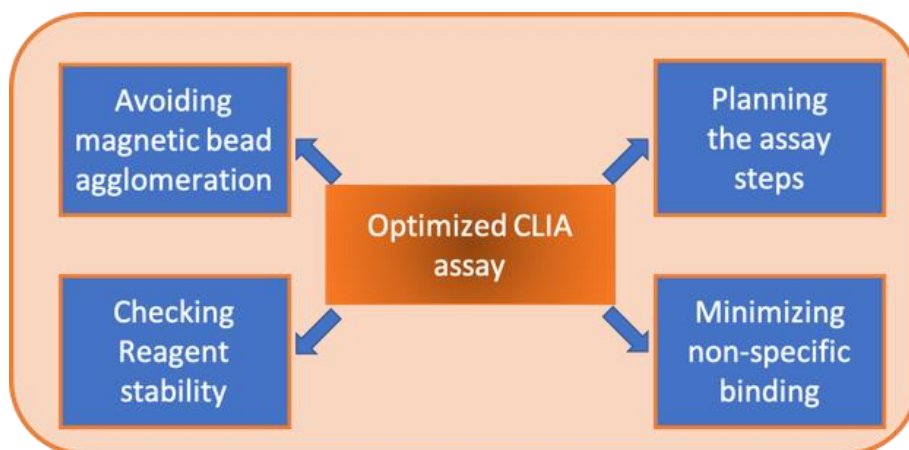 Avoiding
magnetic bead
agglomeration
Planning
the assay
steps
Optimized CLIA
assay
Checking
Reagent
stability
Minimizing
non-specific
binding